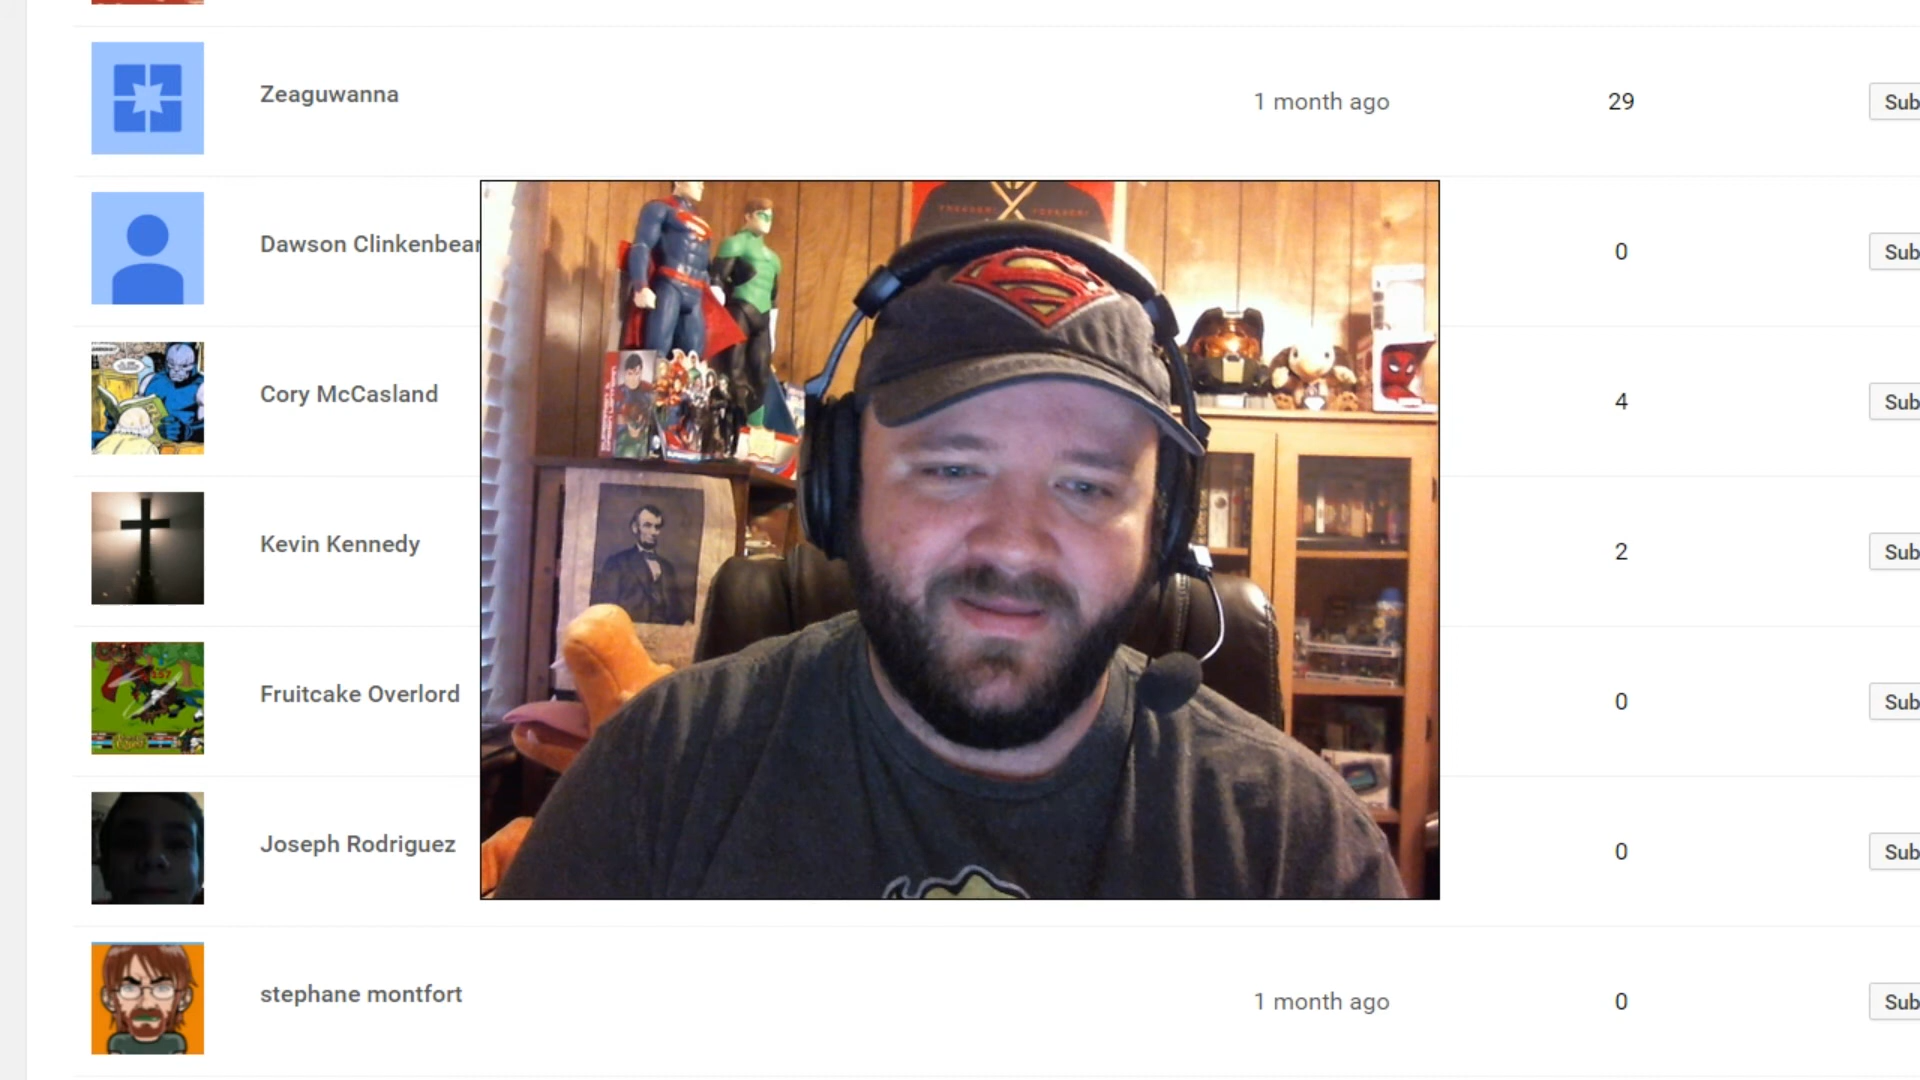 Zeaguwanna 1 month ago 29 Sub
Dawson Clinkenbear 0 Sub
Cory McCasland 4 Sub
Kevin Kennedy 2 Sub
Fruitcake Overlord 0 Sub
Joseph Rodriguez 0 Sub
stephane montfort 1 month ago 0 Sub